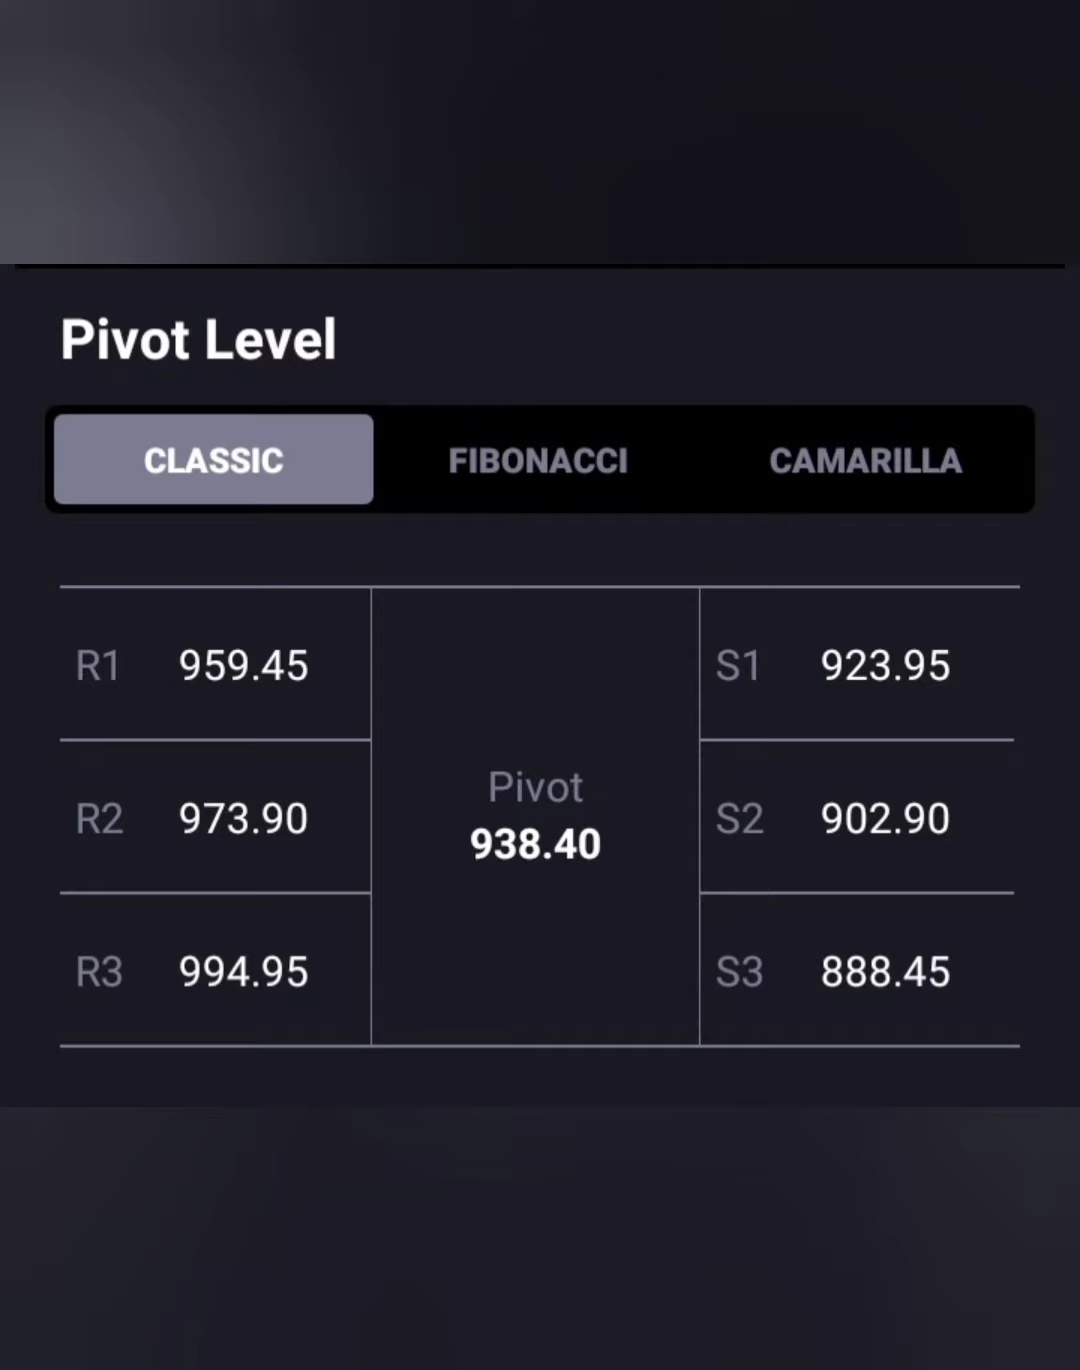 Pivot Level
CLASSIC FIBONACCI CAMARILLA
R1 959.45
R2 973.90
R3 994.95
Pivot
938.40
S1 923.95
S2 902.90
S3 888.45